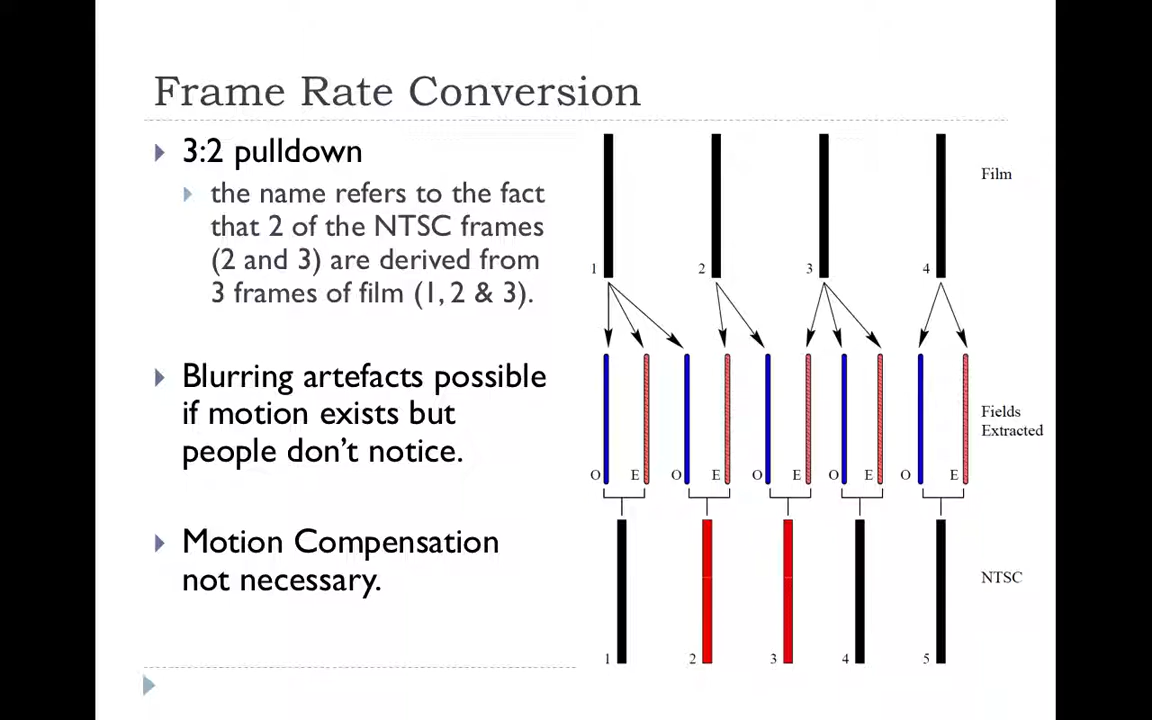 Frame Rate Conversion
3:2 pulldown
the name refers to the fact
that 2 of the NTSC frames
(2 and 3) are derived from
3 frames of film (1, 2 & 3).
Blurring artefacts possible
if motion exists but
people don't notice.
Motion Compensation
not necessary.
Film
1 2 3 4
Fields
Extracted
O E O E O E O E O E
NTSC
1 2 3 4 5